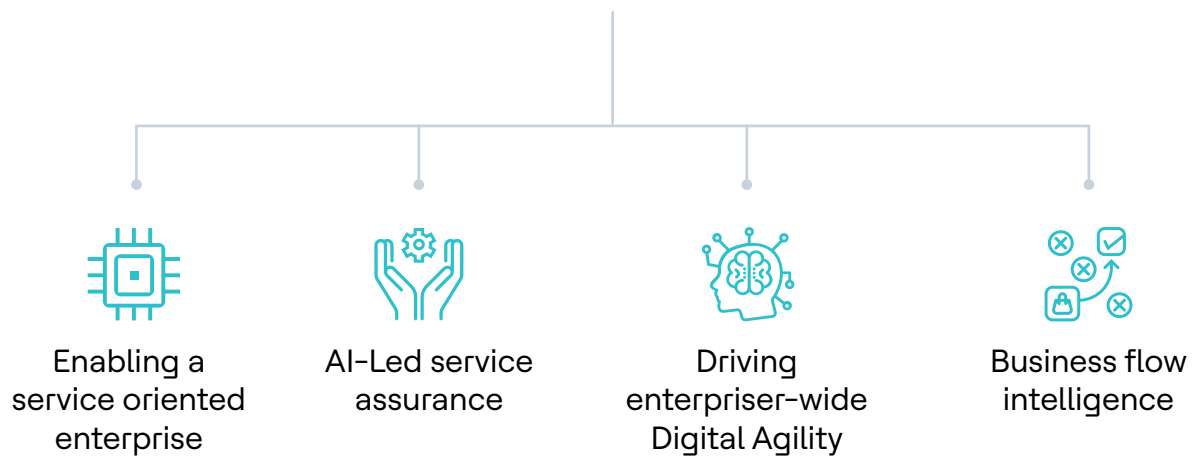 Enabling a
service oriented
enterprise
AI-Led service
assurance
Driving
enterpriser-wide
Digital Agility
Business flow
intelligence